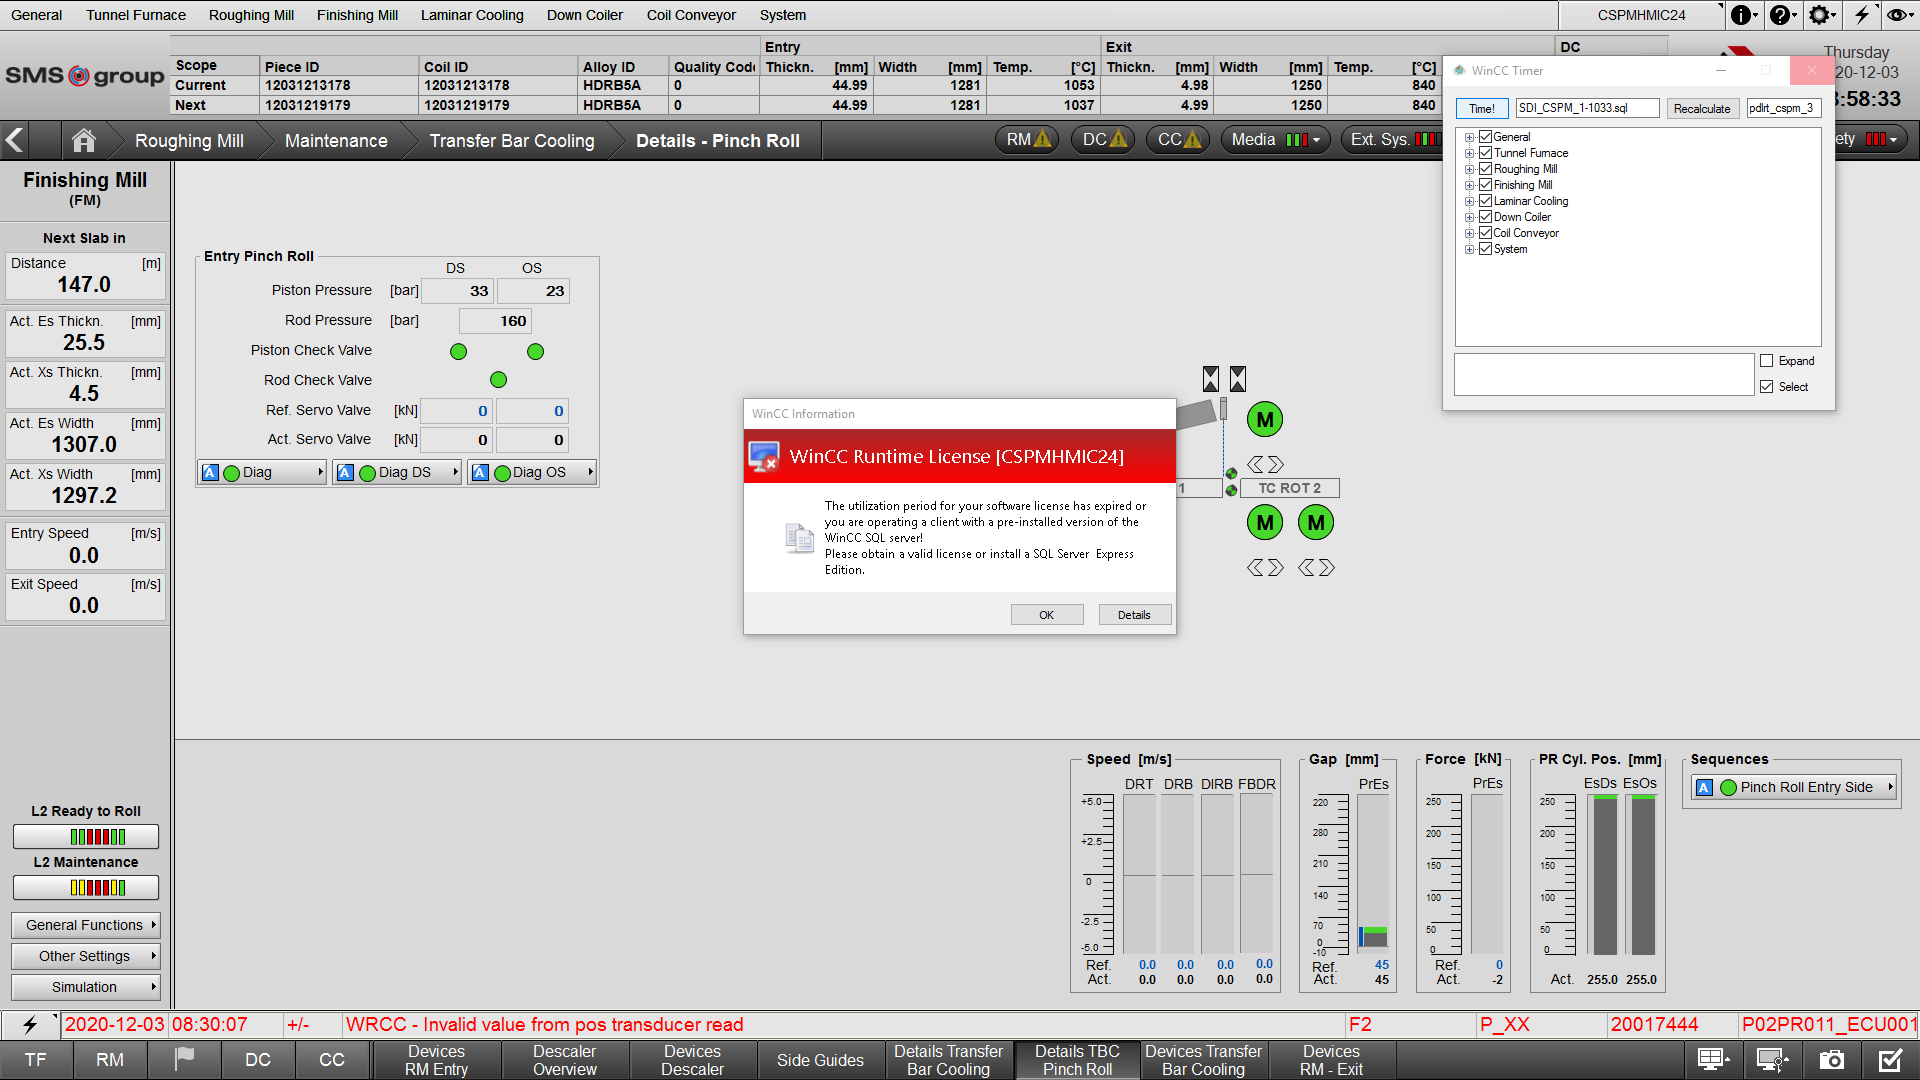 General Tunnel Furnace Roughing Mill Finishing Mill Laminar Cooling Down Coiler Coil Conveyor System CSPMHMIC24
SMS group
Entry Exit DC
Scope Piece ID Coil ID Alloy ID Quality Code Thickn. [mm] Width [mm] Temp. [°C] Thickn. [mm] Width [mm] Temp. [°C]
Current 12031213178 12031213178 HDRB5A 0 44.99 1281 1053 4.98 1250 840
Next 12031219179 12031219179 HDRB5A 0 44.99 1281 1037 4.99 1250 840
Thursday
20-12-03
:58:33
Roughing Mill Maintenance Transfer Bar Cooling Details - Pinch Roll RM DC CC Media Ext. Sys. ety
WinCC Timer
Time! SDI_CSPM_1-1033.sql Recalculate pdlrt_cspm_3
General
Tunnel Furnace
Roughing Mill
Finishing Mill
Laminar Cooling
Down Coiler
Coil Conveyor
System
Expand
Select
Finishing Mill
(FM)
Next Slab in
Distance [m]
147.0
Act. Es Thickn. [mm]
25.5
Act. Xs Thickn. [mm]
4.5
Act. Es Width [mm]
1307.0
Act. Xs Width [mm]
1297.2
Entry Speed [m/s]
0.0
Exit Speed [m/s]
0.0
L2 Ready to Roll
L2 Maintenance
General Functions
Other Settings
Simulation
Entry Pinch Roll
DS OS
Piston Pressure [bar] 33 23
Rod Pressure [bar] 160
Piston Check Valve
Rod Check Valve
Ref. Servo Valve [kN] 0 0
Act. Servo Valve [kN] 0 0
A Diag A Diag DS A Diag OS
WinCC Information
WinCC Runtime License [CSPMHMIC24]
The utilization period for your software license has expired or
you are operating a client with a pre-installed version of the
WinCC SQL server!
Please obtain a valid license or install a SQL Server Express
Edition.
OK Details
M
1 TC ROT 2
M M
Speed [m/s]
DRT DRB DIRB FBDR
+5.0
+2.5
0
-2.5
-5.0
Ref. 0.0 0.0 0.0 0.0
Act. 0.0 0.0 0.0 0.0
Gap [mm]
PrEs
220
280
210
140
70
0
-10
Ref. 45
Act. 45
Force [kN]
PrEs
250
200
150
100
50
0
Ref. 0
Act. -2
PR Cyl. Pos. [mm]
EsDs EsOs
250
200
150
100
50
0
Act. 255.0 255.0
Sequences
A Pinch Roll Entry Side
2020-12-03 08:30:07 +/- WRCC - Invalid value from pos transducer read F2 P_XX 20017444 P02PR011_ECU001
TF RM DC CC
Devices
RM Entry
Descaler
Overview
Devices
Descaler
Side Guides
Details Transfer
Bar Cooling
Details TBC
Pinch Roll
Devices Transfer
Bar Cooling
Devices
RM - Exit